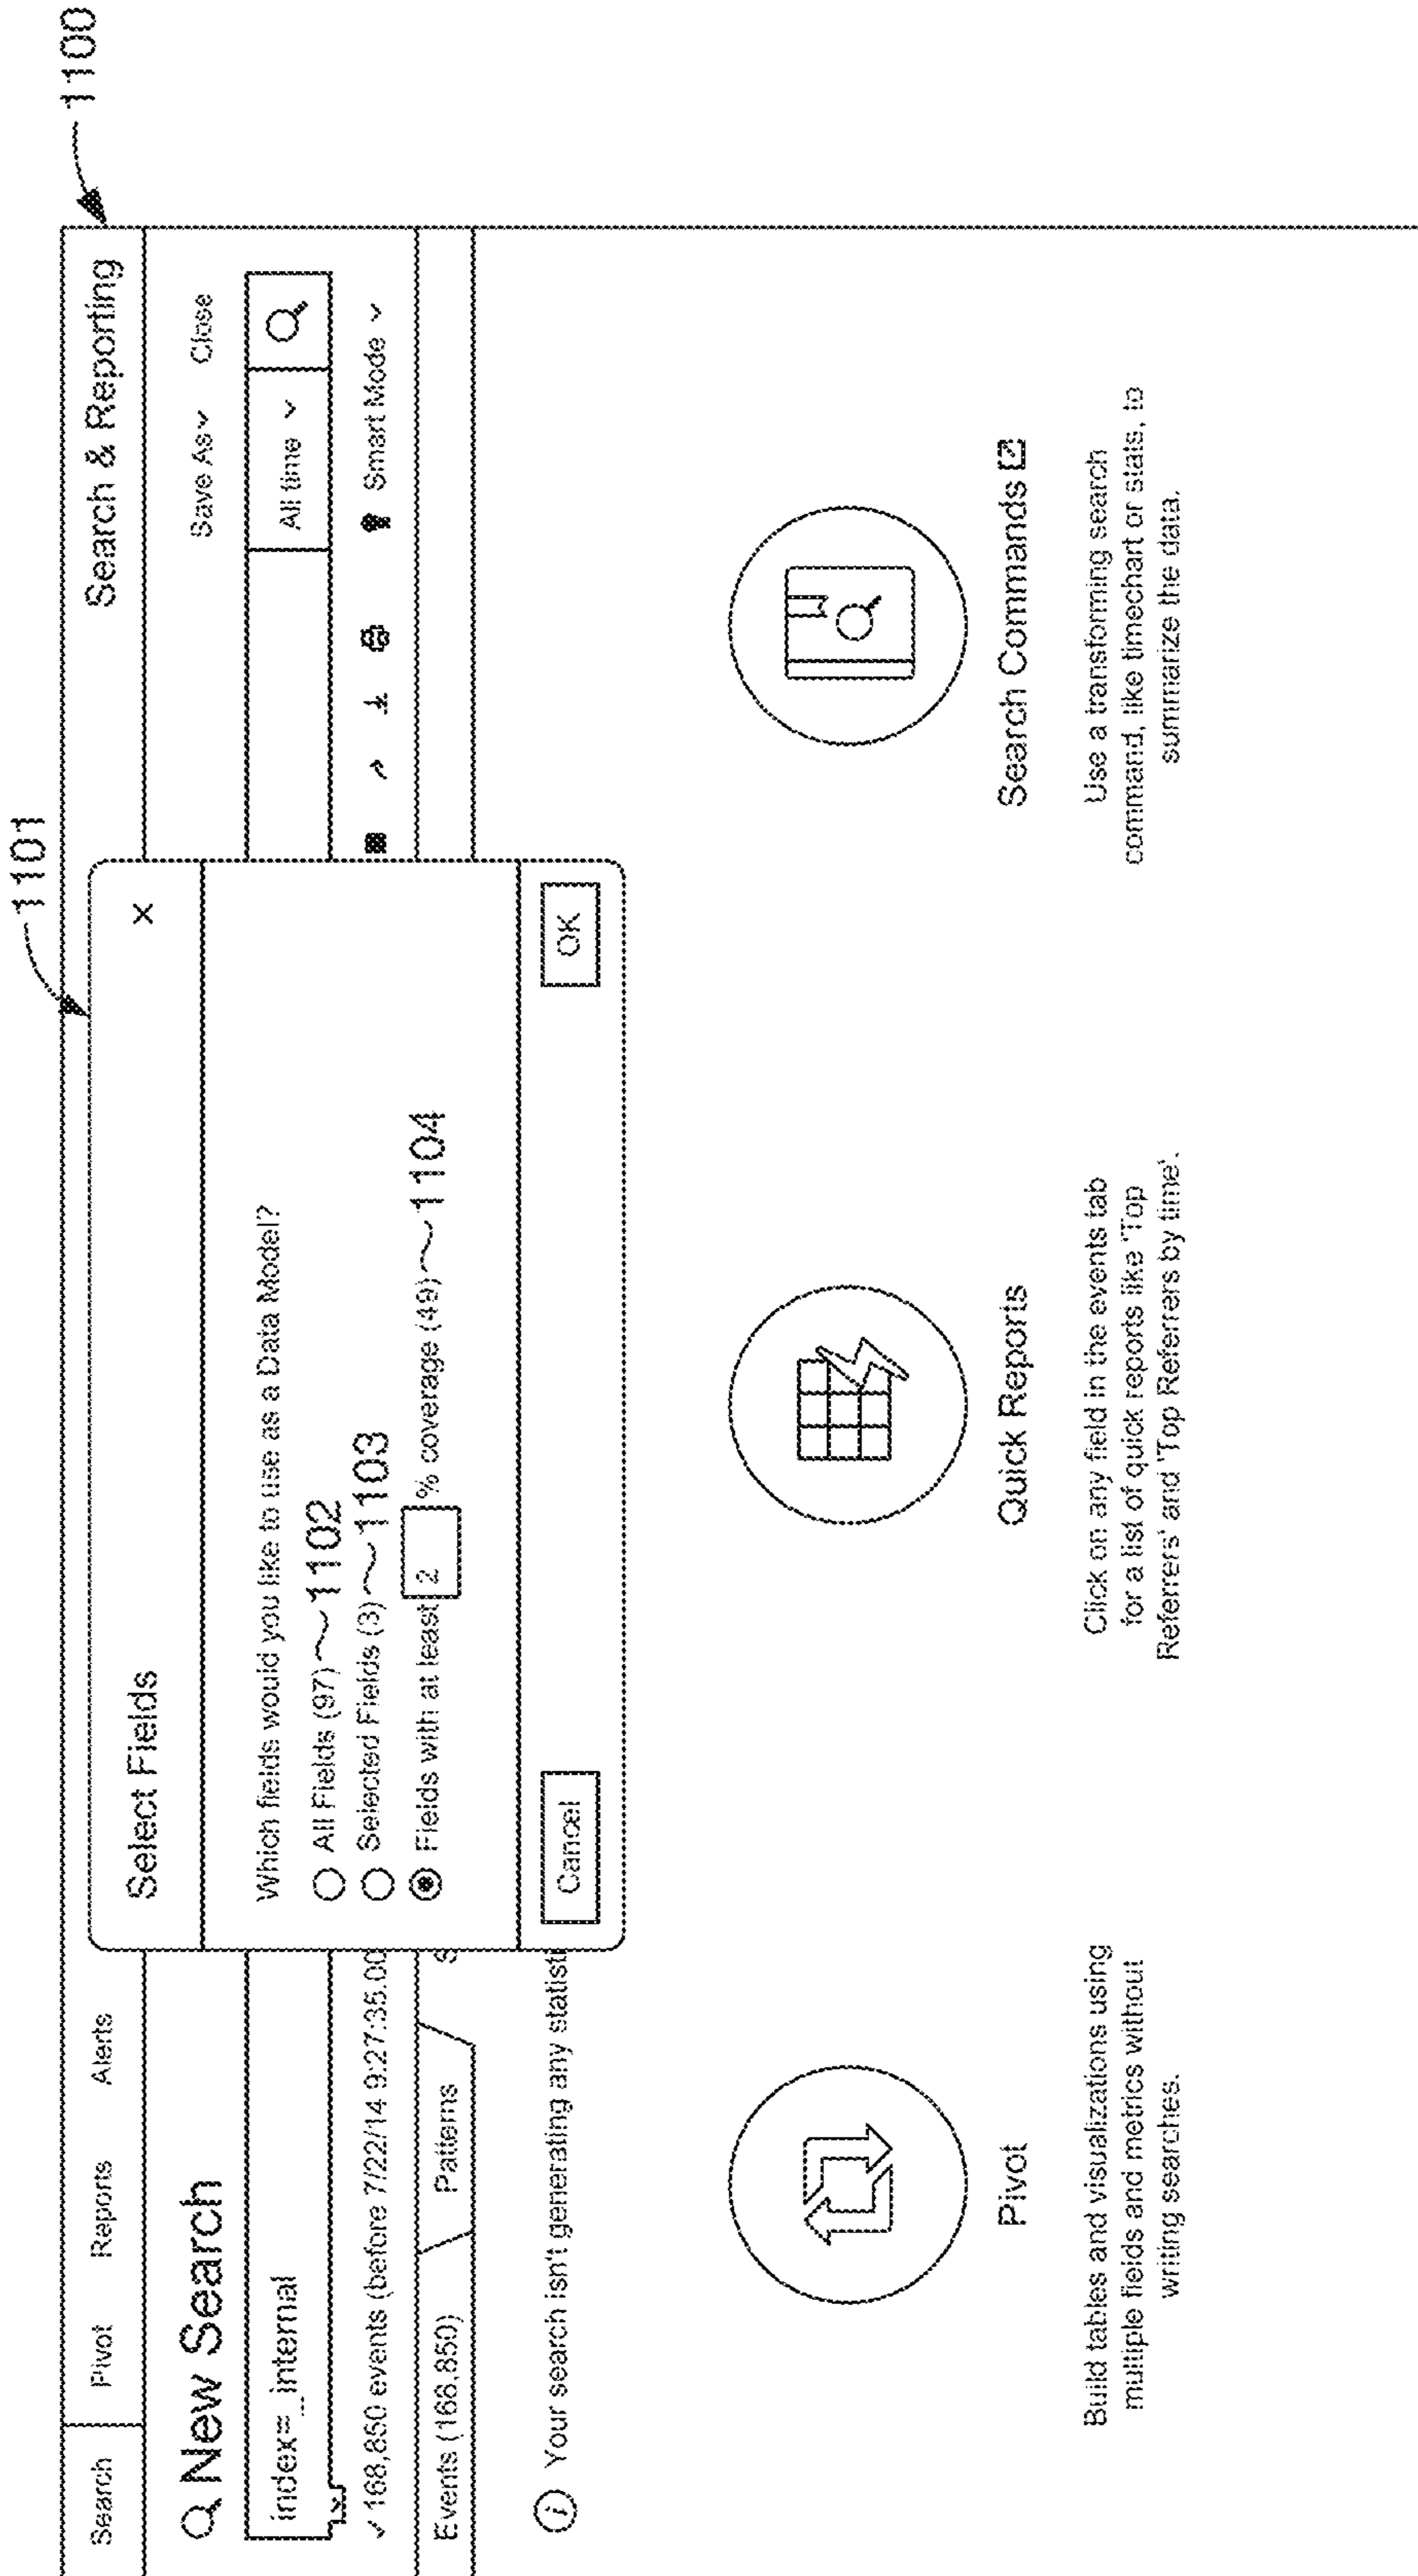 1100
1101
Search Pivot Reports Alerts Search & Reporting
New Search
Save As Close
index=_internal
All time
✓ 168,850 events (before 7/22/14 9:27:35.00
Smart Mode
Events (168,850) Patterns S
Your search isn't generating any statisti
Select Fields X
Which fields would you like to use as a Data Model?
All Fields (97) 1102
Selected Fields (3) 1103
Fields with at least 2 % coverage (49) 1104
Cancel OK
Pivot
Build tables and visualizations using
multiple fields and metrics without
writing searches.
Quick Reports
Click on any field in the events tab
for a list of quick reports like 'Top
Referrers' and 'Top Referrers by time'.
Search Commands
Use a transforming search
command, like timechart or stats, to
summarize the data.